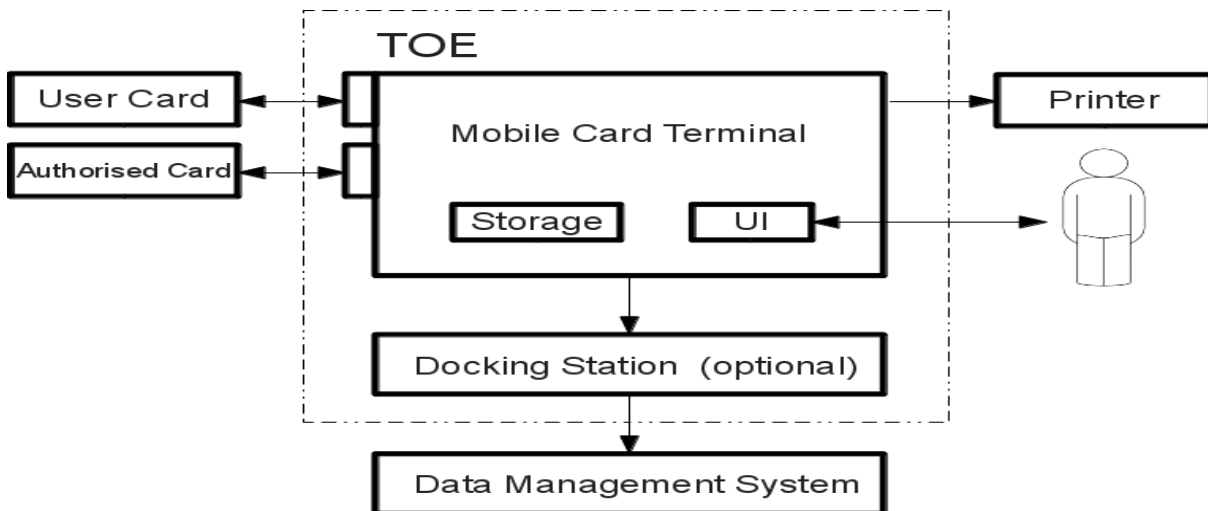 TOE
User Card
Mobile Card Terminal
Printer
Authorised Card
Storage
UI
Docking Station (optional)
Data Management System